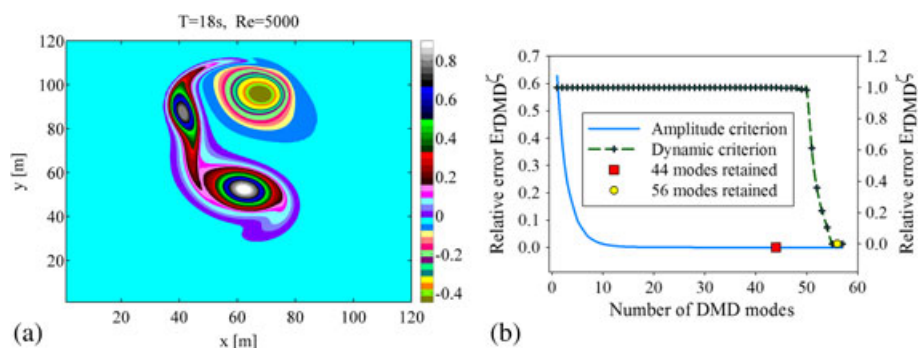 T=18s, Re=5000
120
100
80
60
40
20
y [m]
20 40 60 80 100 120
x [m]
0.8
0.6
0.4
0.2
0
-0.2
-0.4
(a)
0.7
0.6
0.5
0.4
0.3
0.2
0.1
0.0
Relative error ErDMDζ
1.2
1.0
0.8
0.6
0.4
0.2
0.0
Relative error ErDMDζ
Amplitude criterion
Dynamic criterion
44 modes retained
56 modes retained
0 10 20 30 40 50 60
Number of DMD modes
(b)